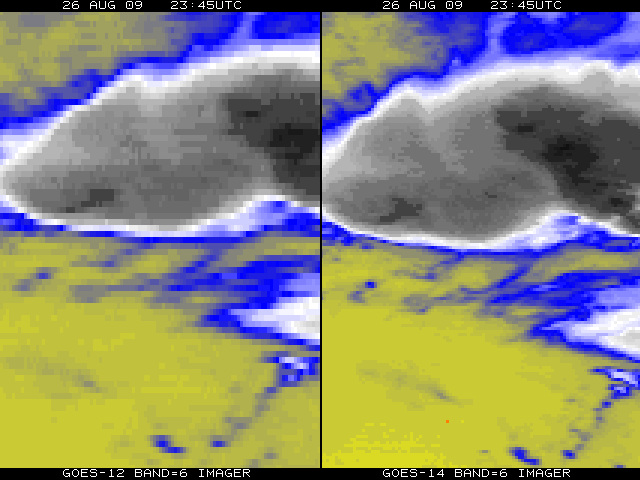 26 AUG 09 23:45UTC
26 AUG 09 23:45UTC
GOES-12 BAND=6 IMAGER
GOES-14 BAND=6 IMAGER